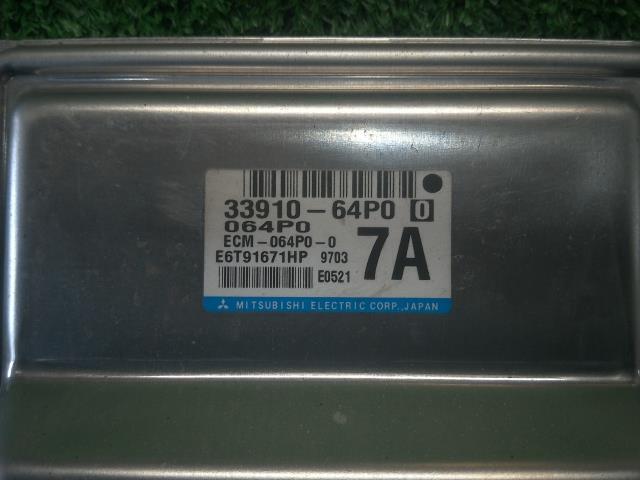 33910-64P0 0
064P0
ECM-064P0-0
E6T91671HP 9703
7A
E0521
MITSUBISHI ELECTRIC CORP.,JAPAN